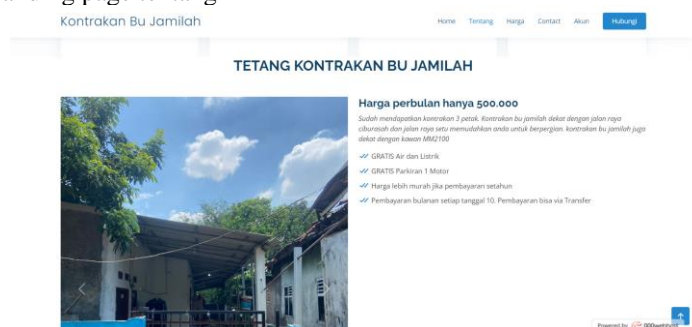 Kontrakan Bu Jamilah
Home Tentang Harga Contact Akun Hubungi
TETANG KONTRAKAN BU JAMILAH
Harga perbulan hanya 500.000
Sudah mendapatkan kontrakan 3 petak. Kontrakan bu jamilah dekat dengan jalan raya
ciburasah dan jalan raya setu memudahkan anda untuk berpergian. kontrakan bu jamilah juga
dekat dengan kawan MM2100
GRATIS Air dan Listrik
GRATIS Parkiran 1 Motor
Harga lebih murah jika pembayaran setahun
Pembayaran bulanan setiap tanggal 10. Pembayaran bisa via Transfer
Powered by